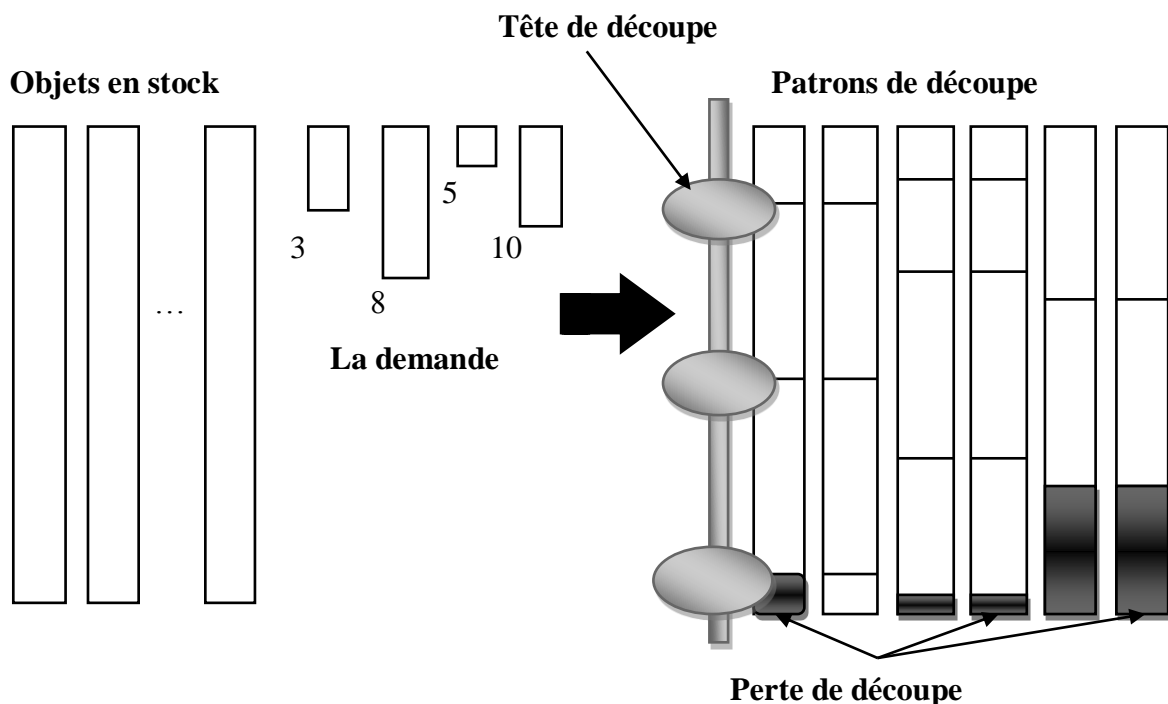 Tête de découpe
Objets en stock
Patrons de découpe
5
3
10
8
…
La demande
Perte de découpe